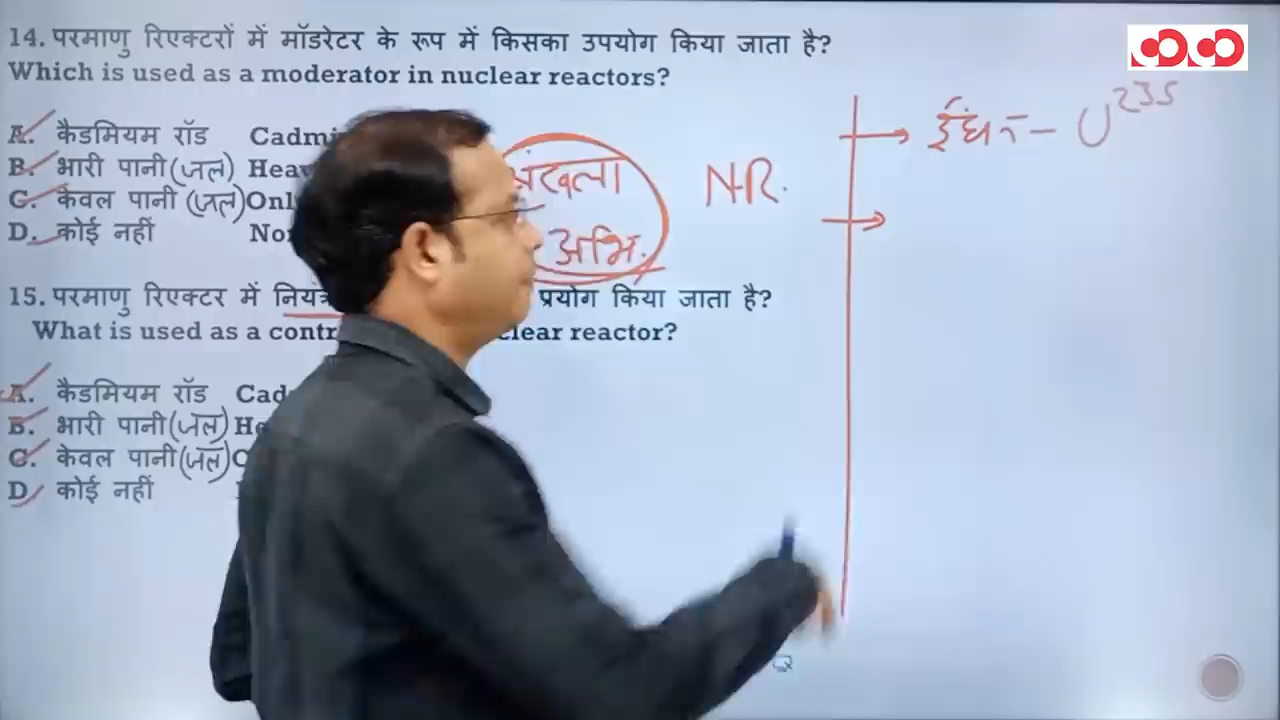 14. परमाणु रिएक्टरों में मॉडरेटर के रूप में किसका उपयोग किया जाता है?
Which is used as a moderator in nuclear reactors?
A. कैडमियम रॉड
B. भारी पानी (जल)
C. केवल पानी (जल)
D. कोई नहीं
अभि.
N.R.
ईंधन - U235
15. परमाणु रिएक्टर में प्रयोग किया जाता है?
What is used as a nuclear reactor?
A. कैडमियम रॉड
B. भारी पानी (जल)
C. केवल पानी (जल)
D. कोई नहीं